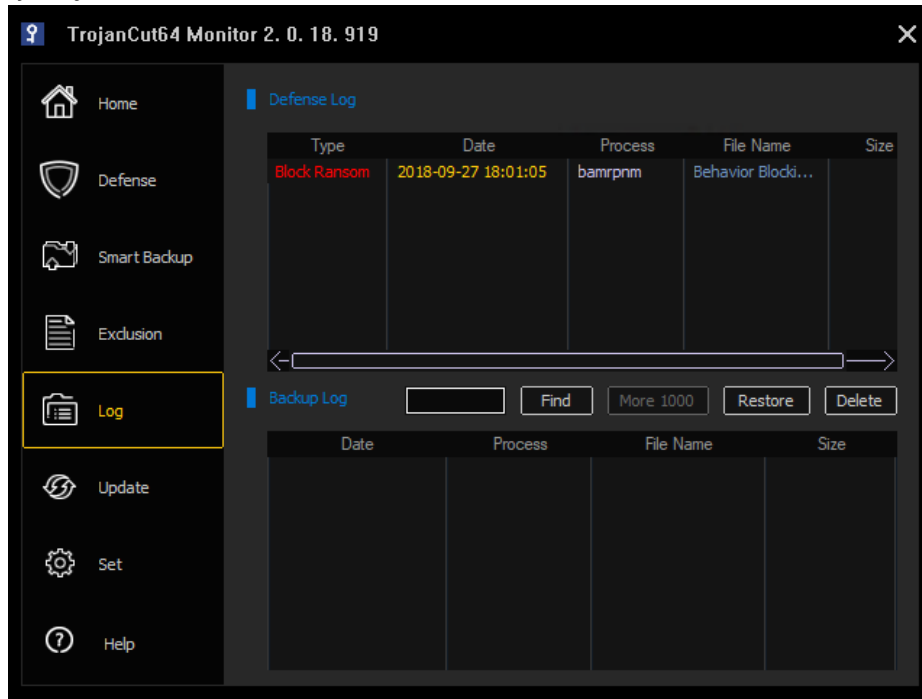 TrojanCut64 Monitor 2. 0. 18. 919
Home
Defense
Smart Backup
Exclusion
Log
Update
Set
Help
Defense Log
Type Date Process File Name Size
Block Ransom 2018-09-27 18:01:05 bamrpnm Behavior Blocki...
Backup Log Find More 1000 Restore Delete
Date Process File Name Size